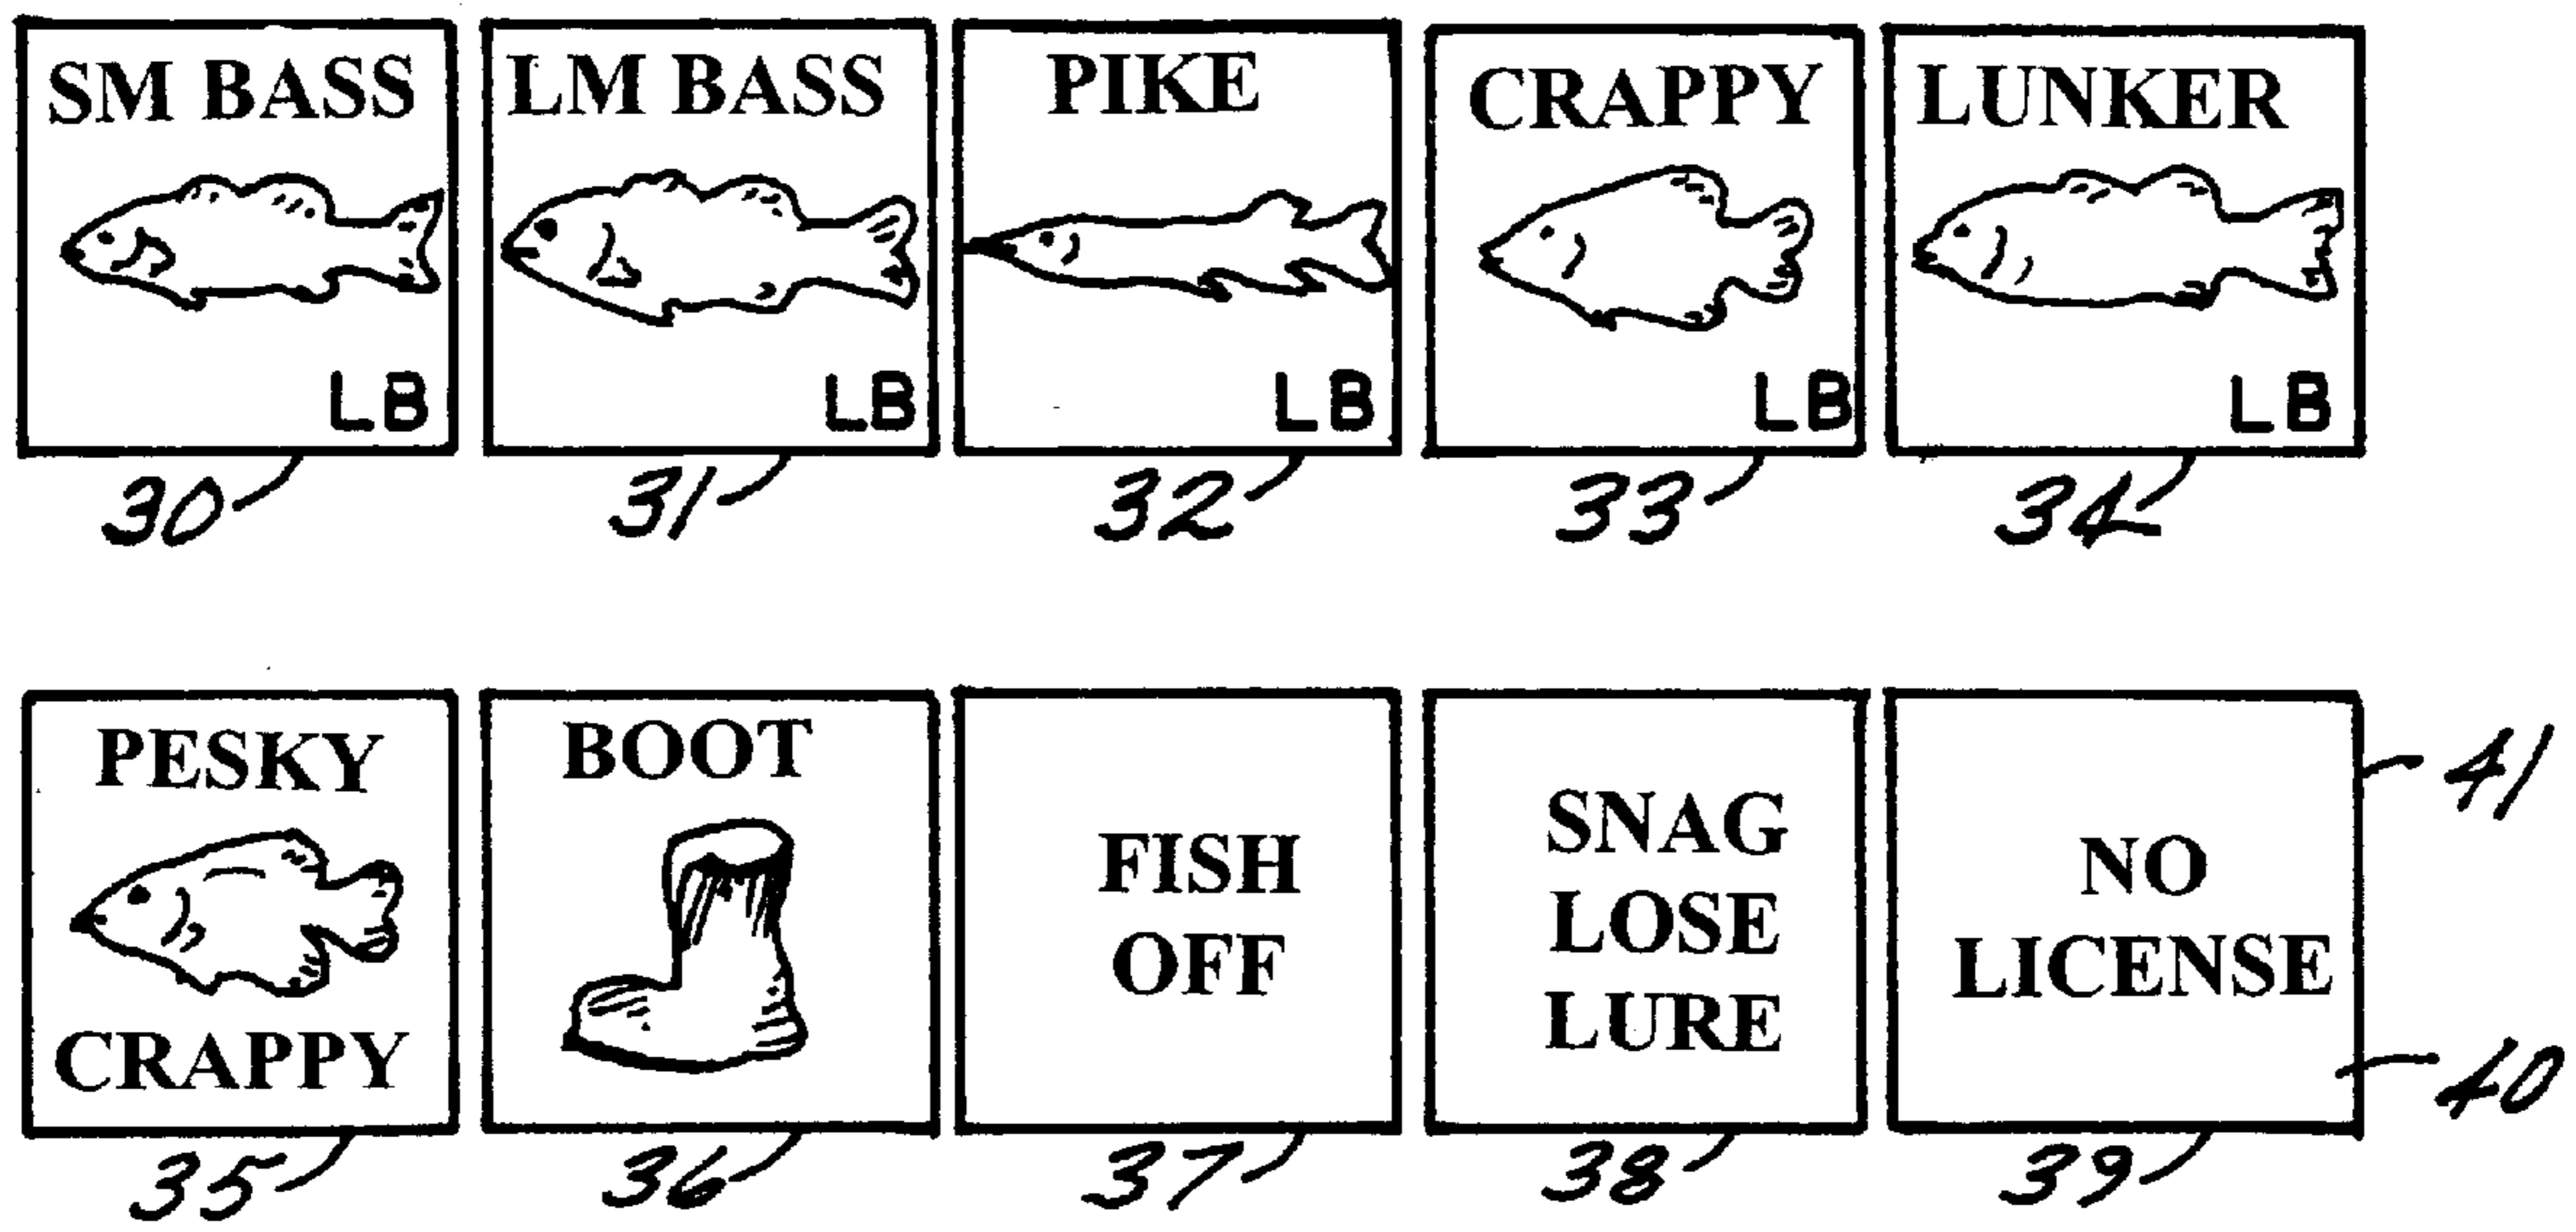 SM BASS
LB
30
LM BASS
LB
31
PIKE
LB
32
CRAPPY
LB
33
LUNKER
LB
34
PESKY
CRAPPY
35
BOOT
36
FISH
OFF
37
SNAG
LOSE
LURE
38
NO
LICENSE
39
41
40